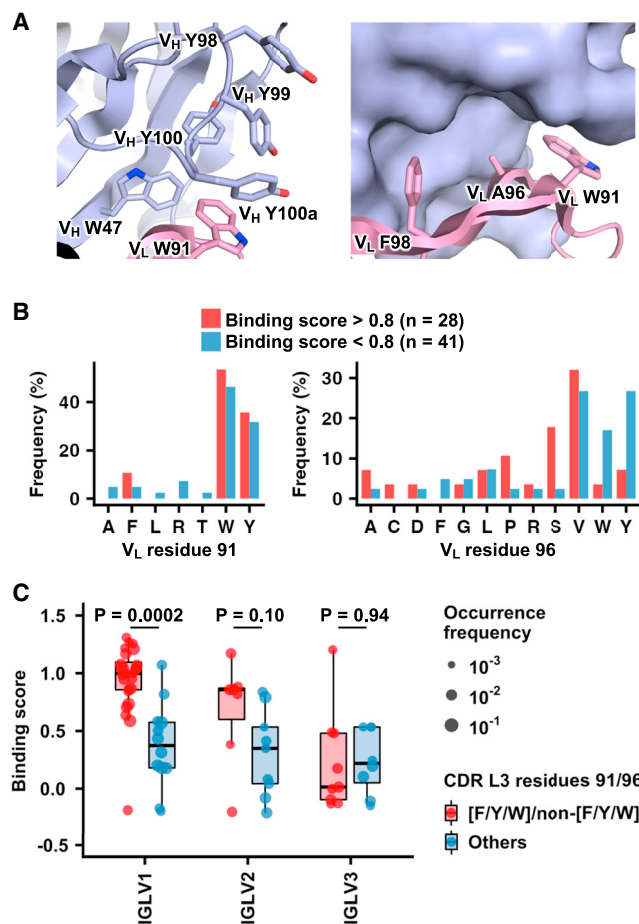 A
VH Y98
VH Y99
VH Y100
VH Y100a
VH W47
VL W91
VL A96
VL W91
VL F98
B
Binding score > 0.8 (n = 28)
Binding score < 0.8 (n = 41)
Frequency (%)
40
20
0
A F L R T W Y
VL residue 91
Frequency (%)
30
20
10
0
A C D F G L P R S V W Y
VL residue 96
C
P = 0.0002 P = 0.10 P = 0.94
Binding score
1.5
1.0
0.5
0.0
-0.5
IGLV1
IGLV2
IGLV3
Occurrence
frequency
10-3
10-2
10-1
CDR L3 residues 91/96
[F/Y/W]/non-[F/Y/W]
Others